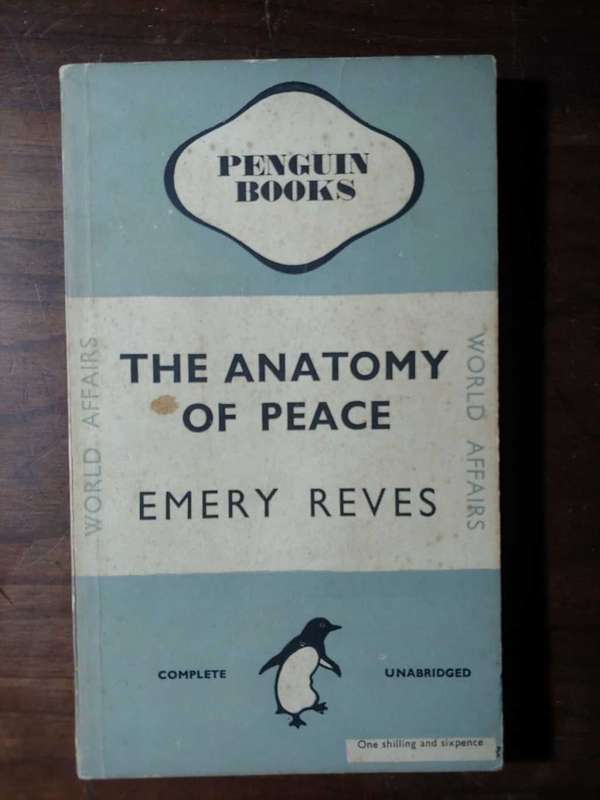 PENGUIN
BOOKS
WORLD AFFAIRS
THE ANATOMY
OF PEACE
EMERY REVES
WORLD AFFAIRS
COMPLETE
UNABRIDGED
One shilling and sixpence